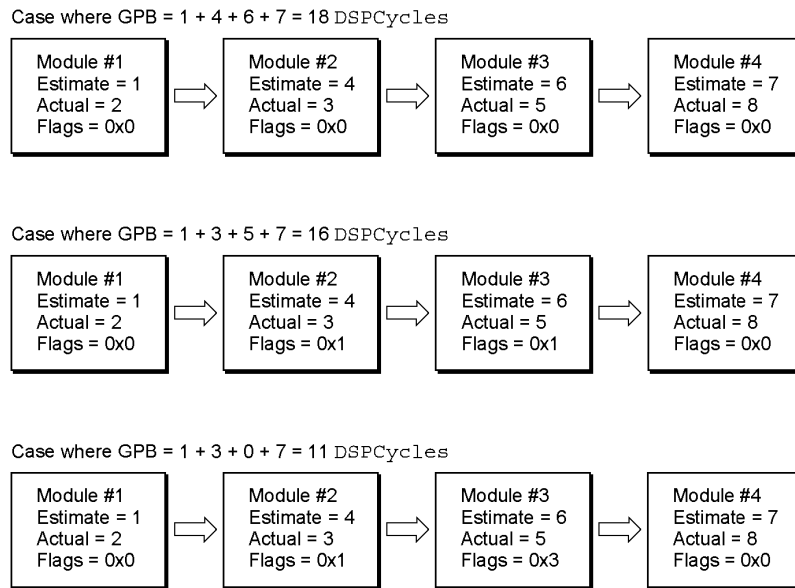 Case where GPB = 1 + 4 + 6 + 7 = 18 DSPCycles
Module #1
Estimate = 1
Actual = 2
Flags = 0x0
Module #2
Estimate = 4
Actual = 3
Flags = 0x0
Module #3
Estimate = 6
Actual = 5
Flags = 0x0
Module #4
Estimate = 7
Actual = 8
Flags = 0x0
Case where GPB = 1 + 3 + 5 + 7 = 16 DSPCycles
Module #1
Estimate = 1
Actual = 2
Flags = 0x0
Module #2
Estimate = 4
Actual = 3
Flags = 0x1
Module #3
Estimate = 6
Actual = 5
Flags = 0x1
Module #4
Estimate = 7
Actual = 8
Flags = 0x0
Case where GPB = 1 + 3 + 0 + 7 = 11 DSPCycles
Module #1
Estimate = 1
Actual = 2
Flags = 0x0
Module #2
Estimate = 4
Actual = 3
Flags = 0x1
Module #3
Estimate = 6
Actual = 5
Flags = 0x3
Module #4
Estimate = 7
Actual = 8
Flags = 0x0